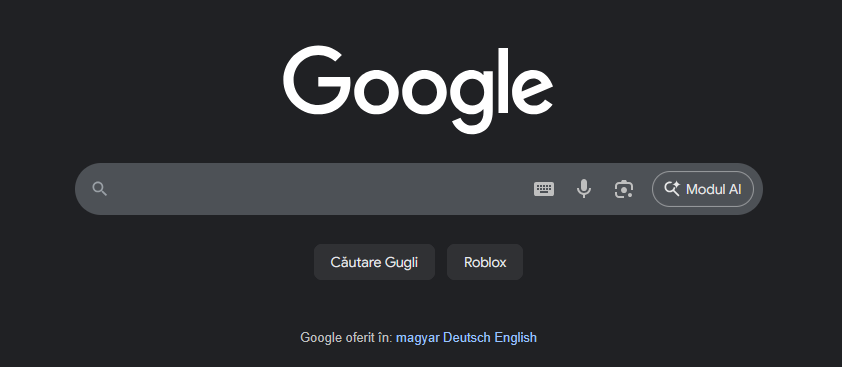 Google
Modul AI
Căutare Gugli
Roblox
Google oferit în: magyar Deutsch English